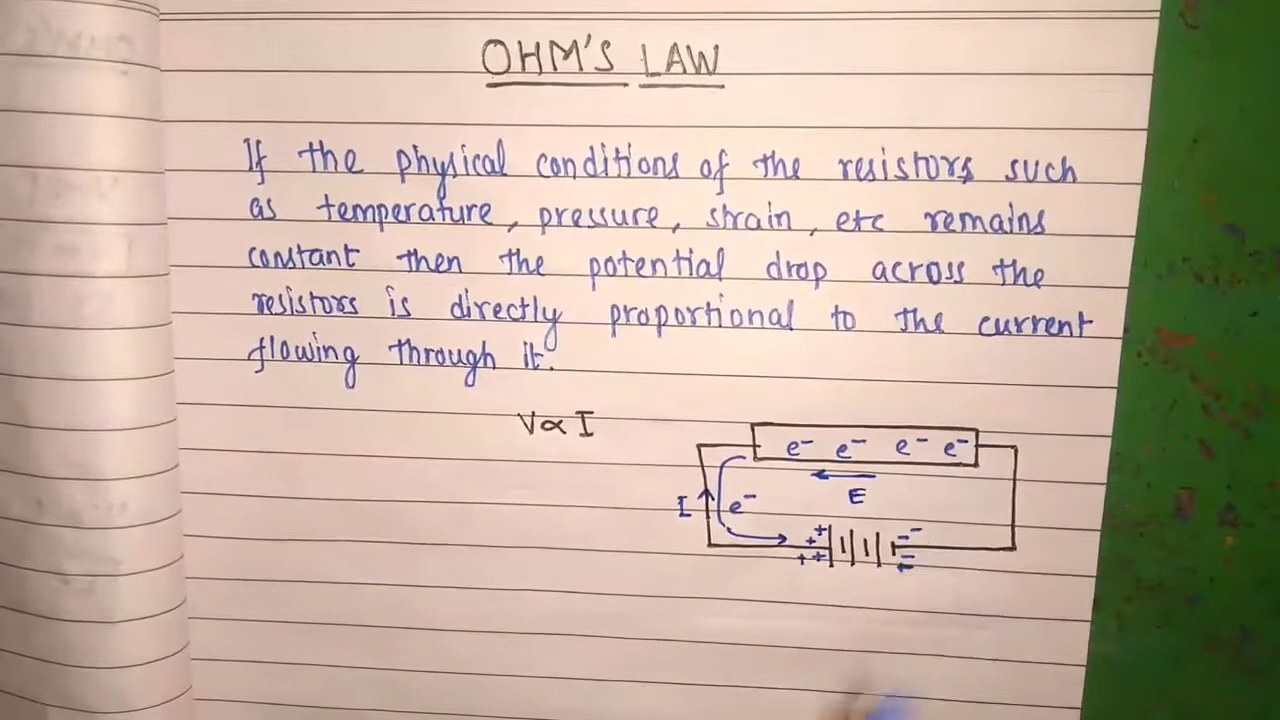 OHM'S LAW
If the physical conditions of the resistors such
as temperature, pressure, strain, etc remains
constant then the potential drop across the
resistors is directly proportional to the current
flowing through it.
V∝I
e⁻ e⁻ e⁻ e⁻
E
I
e⁻
+
+
+ +
− −
−
−